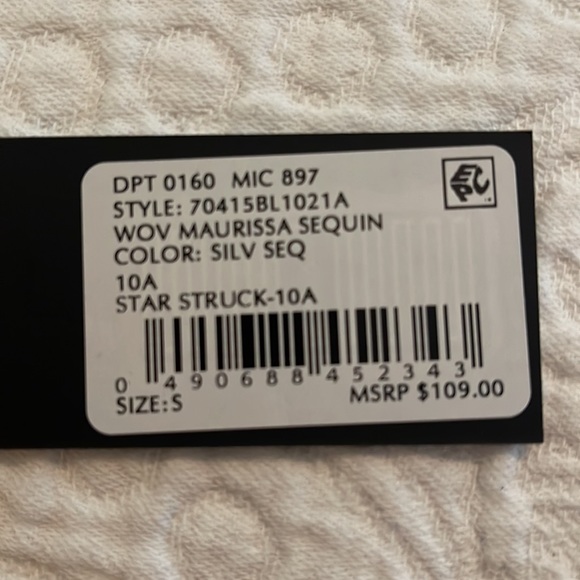 DPT 0160 MIC 897
EPC
STYLE: 70415BL1021A
WOV MAURISSA SEQUIN
COLOR: SILV SEQ
10A
STAR STRUCK-10A
0 490688 452343
SIZE:S MSRP $109.00